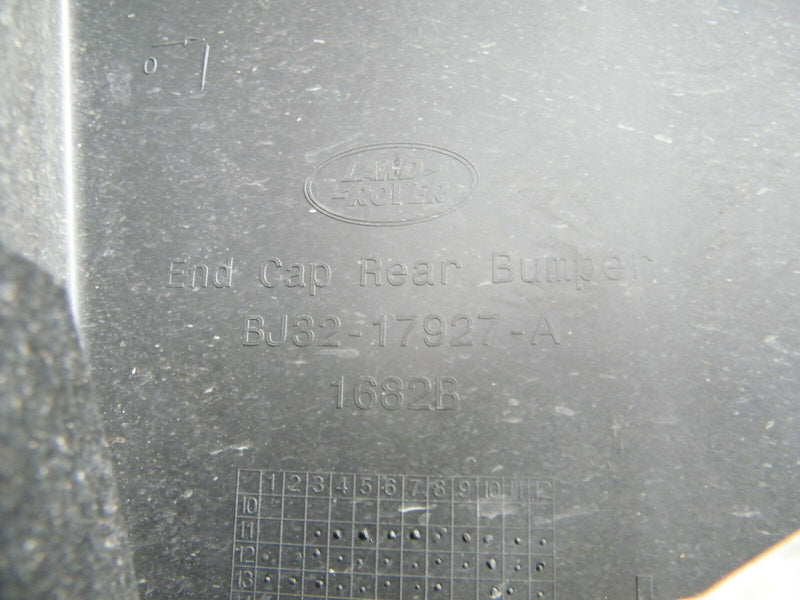 LAND-
-ROVER
End Cap Rear Bumper
BJ32-17927-A
1682B
1 2 3 4 5 6 7 8 9 10 11 12
10
11
12
13